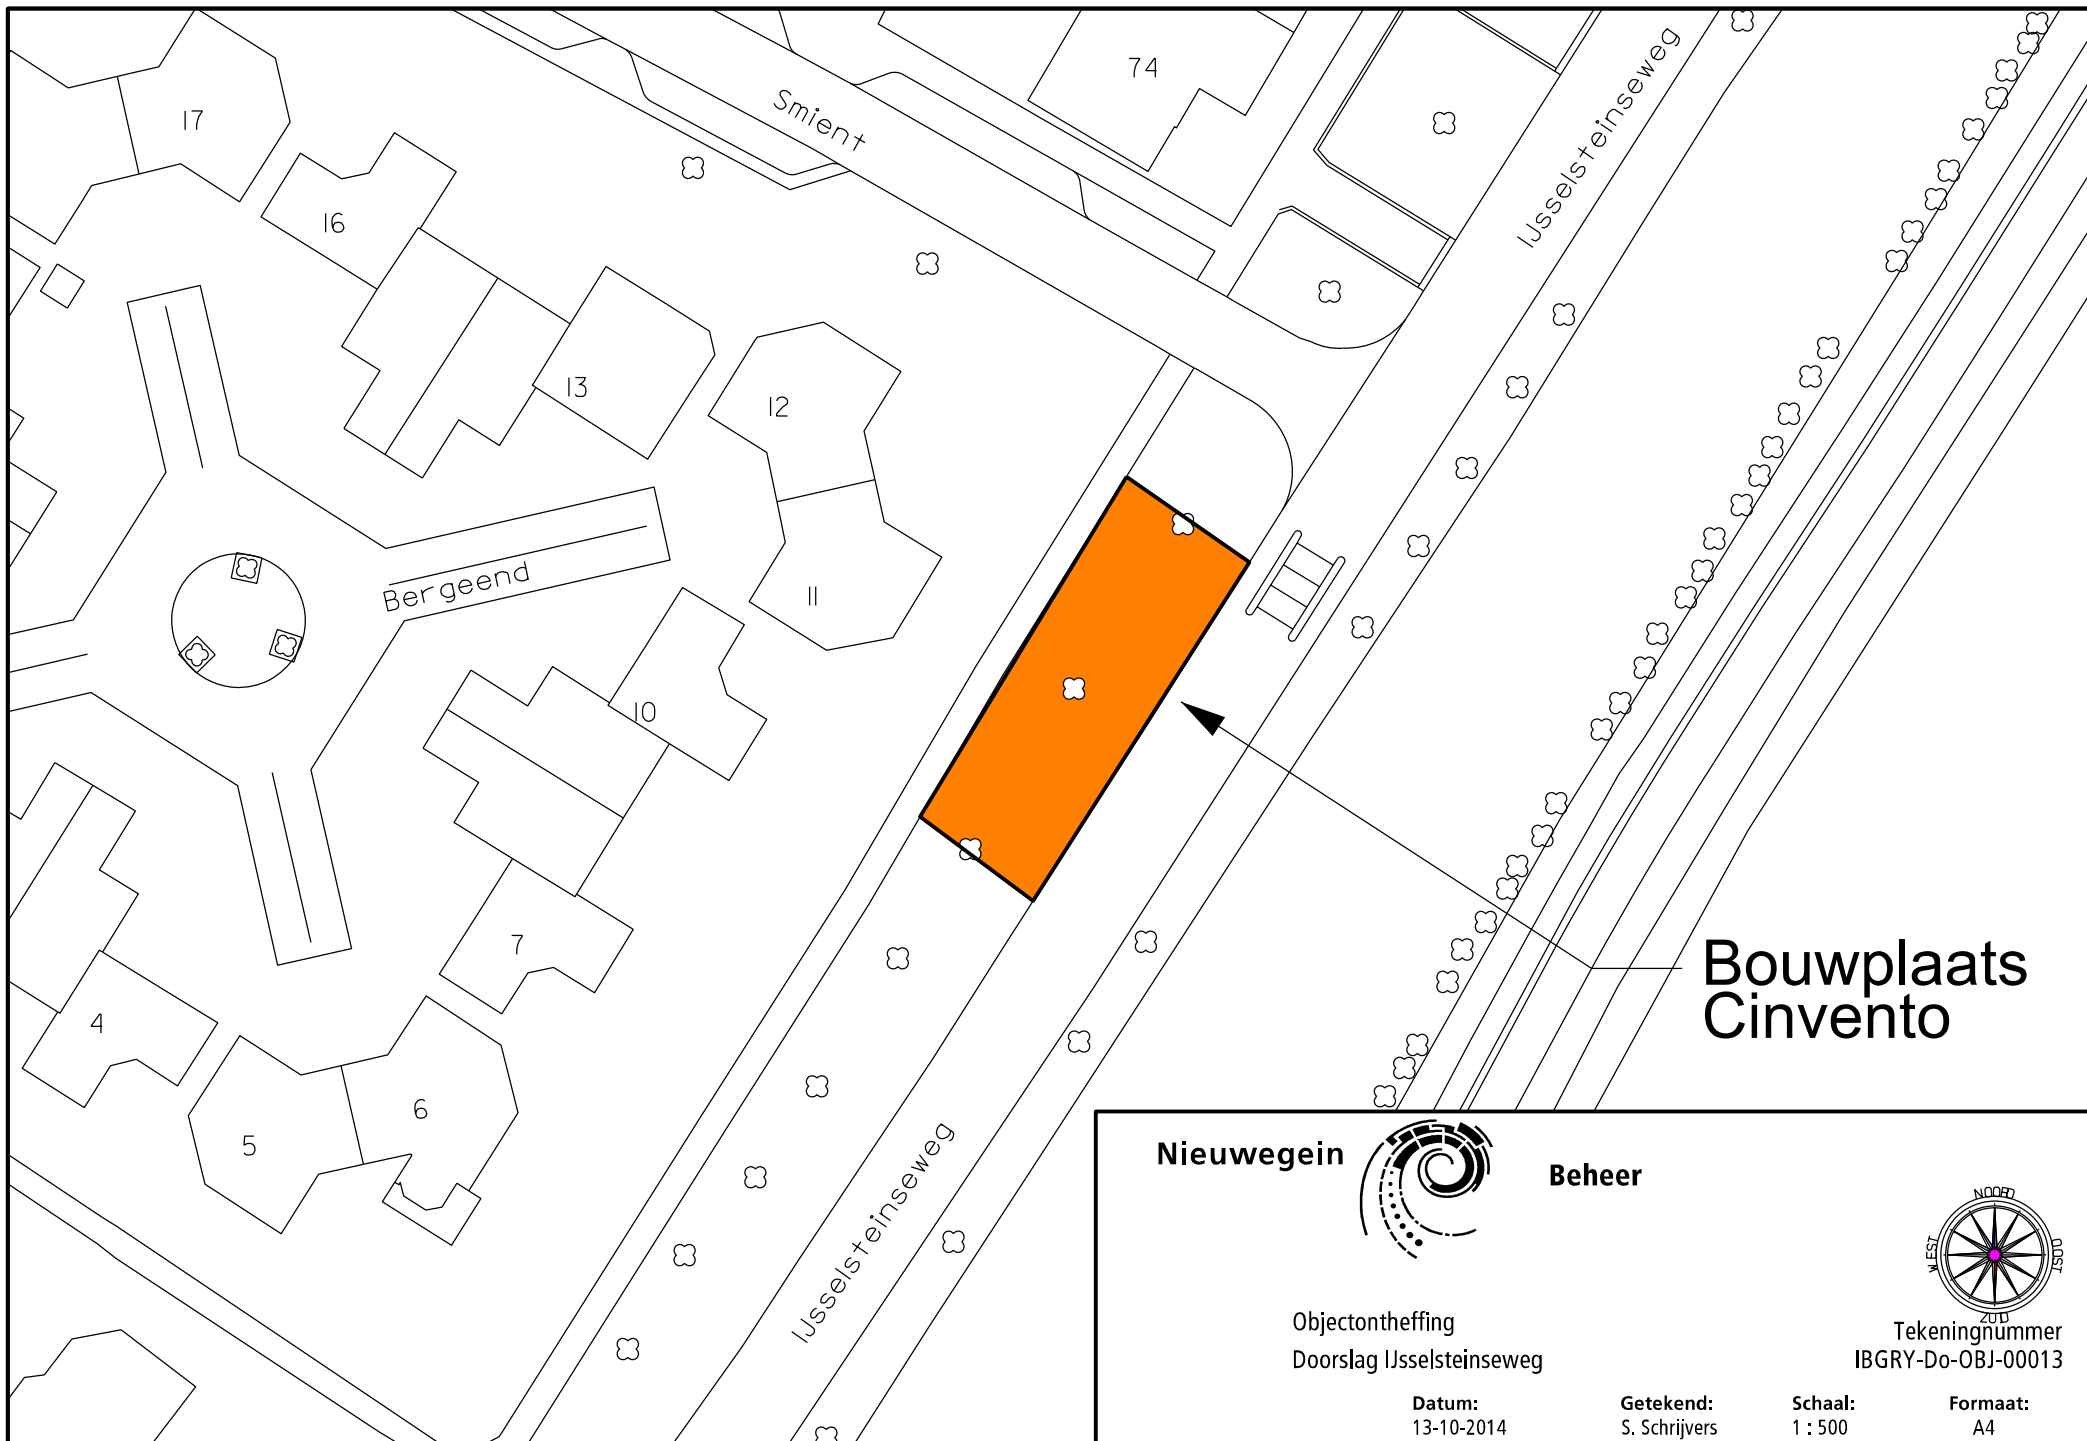 74
IJsselsteinseweg
Smient
17
16
13
12
11
Bergeend
10
7
4
6
5
IJsselsteinseweg
Bouwplaats
Cinvento
Nieuwegein
Beheer
NOORD
WEST
OOST
ZUID
Objectontheffing
Doorslag IJsselsteinseweg
Tekeningnummer
IBGRY-Do-OBJ-00013
Datum:
13-10-2014
Getekend:
S. Schrijvers
Schaal:
1 : 500
Formaat:
A4